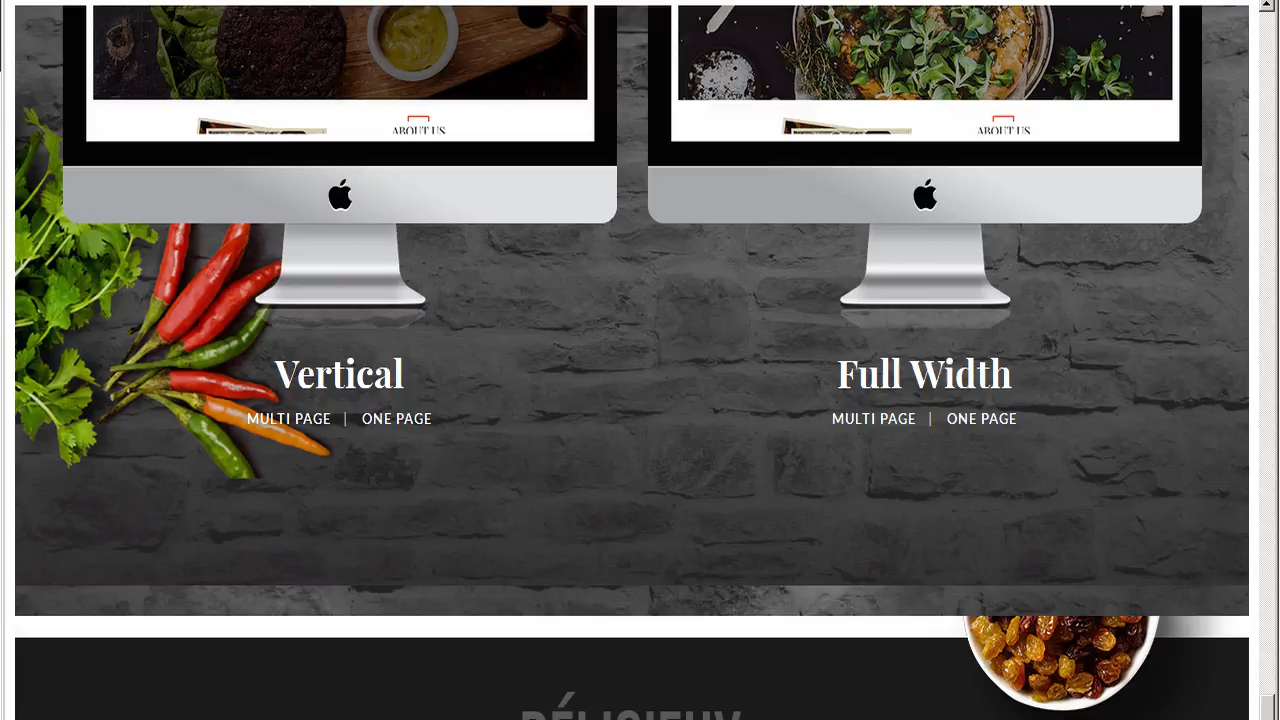 ABOUT US
ABOUT US
Vertical
Full Width
MULTI PAGE | ONE PAGE
MULTI PAGE | ONE PAGE
DÉLICIEUX